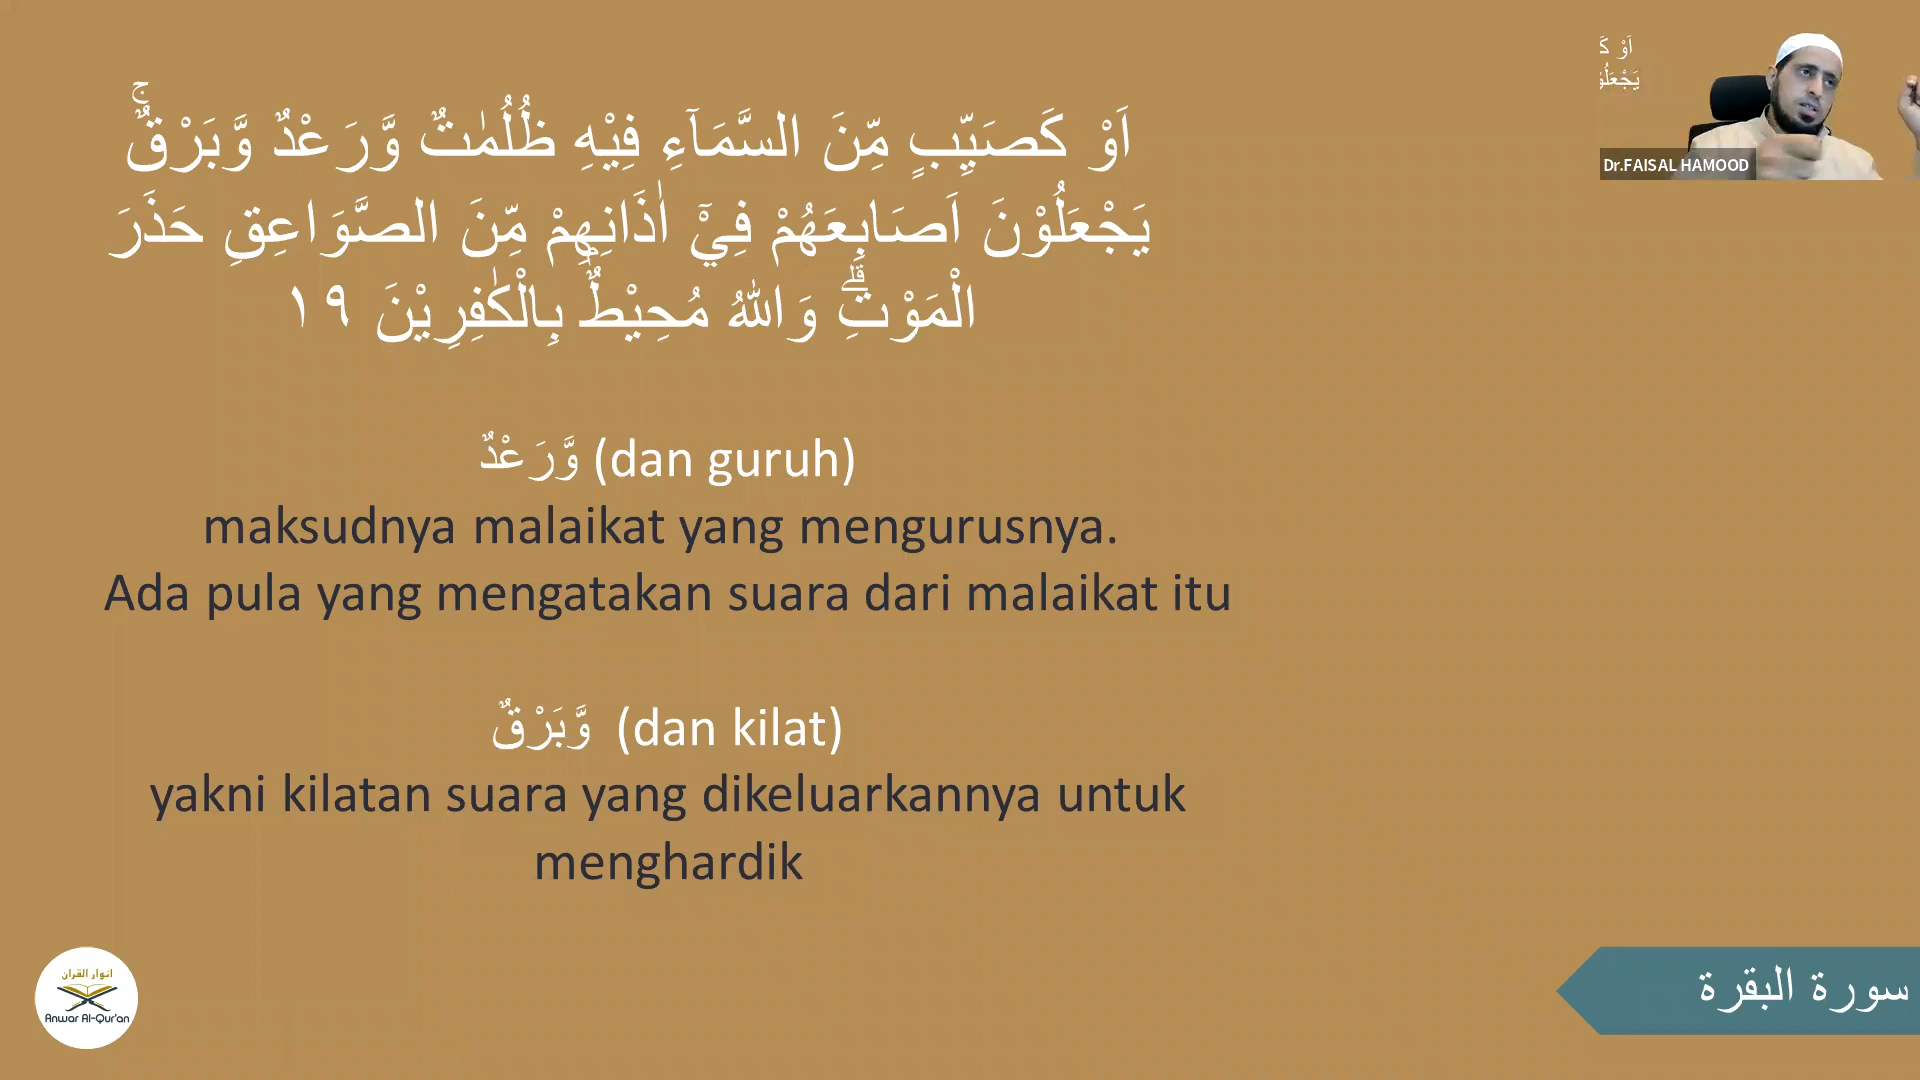 اَوْ كَصَيِّبٍ مِّنَ السَّمَاۤءِ فِيْهِ ظُلُمٰتٌ وَّرَعْدٌ وَّبَرْقٌۚ
يَجْعَلُوْنَ اَصَابِعَهُمْ فِيْٓ اٰذَانِهِمْ مِّنَ الصَّوَاعِقِ حَذَرَ
الْمَوْتِۗ وَاللّٰهُ مُحِيْطٌۢ بِالْكٰفِرِيْنَ ١٩
وَّرَعْدٌ (dan guruh)
maksudnya malaikat yang mengurusnya.
Ada pula yang mengatakan suara dari malaikat itu
وَّبَرْقٌ (dan kilat)
yakni kilatan suara yang dikeluarkannya untuk
menghardik
اَوْ كَ
يَجْعَلُو
Dr.FAISAL HAMOOD
انوار القران
Anwar Al-Qur'an
سورة البقرة